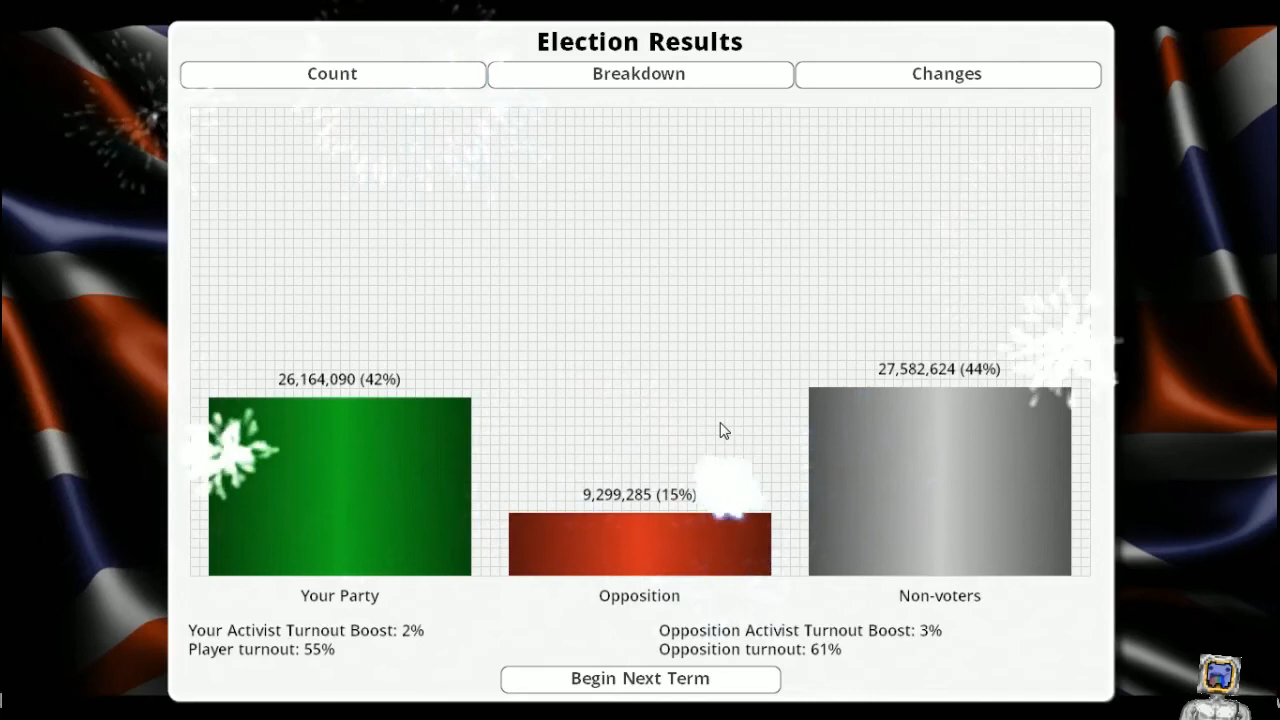 Election Results
Count
Breakdown
Changes
26,164,090 (42%)
9,299,285 (15%)
27,582,624 (44%)
Your Party
Opposition
Non-voters
Your Activist Turnout Boost: 2%
Player turnout: 55%
Opposition Activist Turnout Boost: 3%
Opposition turnout: 61%
Begin Next Term